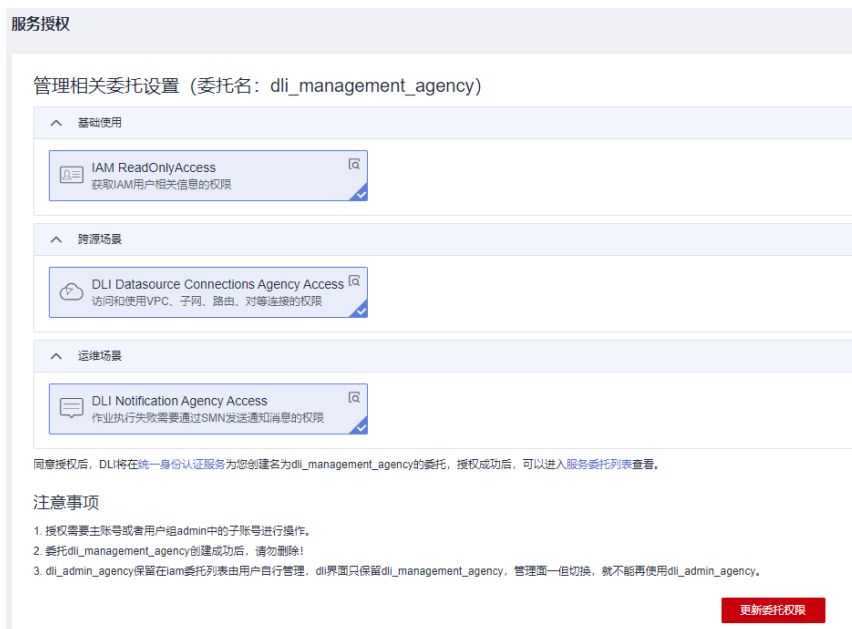 服务授权
管理相关委托设置（委托名：dli_management_agency）
基础使用
IAM ReadOnlyAccess
获取IAM用户相关信息的权限
跨源场景
DLI Datasource Connections Agency Access
访问和使用VPC、子网、路由、对等连接的权限
运维场景
DLI Notification Agency Access
作业执行失败需要通过SMN发送通知消息的权限
同意授权后，DLI将在统一身份认证服务为您创建名为dli_management_agency的委托，授权成功后，可以进入服务委托列表查看。
注意事项
1. 授权需要主账号或者用户组admin中的子账号进行操作。
2. 委托dli_management_agency创建成功后，请勿删除！
3. dli_admin_agency保留在iam委托列表由用户自行管理，dli界面只保留dli_management_agency，管理面一但切换，就不能再使用dli_admin_agency。
更新委托权限